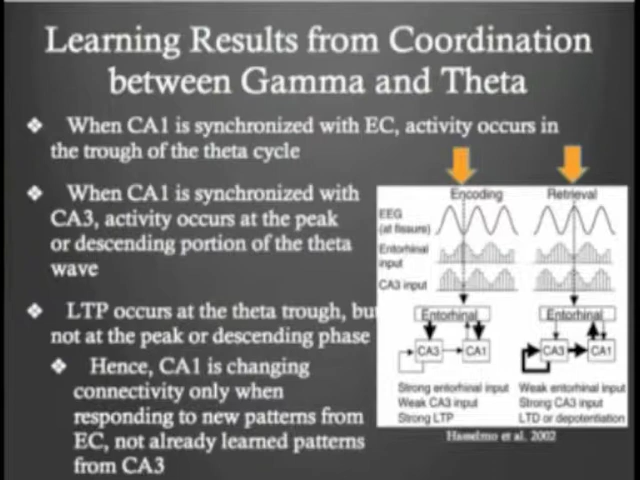 Learning Results from Coordination
between Gamma and Theta
When CA1 is synchronized with EC, activity occurs in
the trough of the theta cycle
When CA1 is synchronized with
CA3, activity occurs at the peak
or descending portion of the theta
wave
LTP occurs at the theta trough, but
not at the peak or descending phase
Hence, CA1 is changing
connectivity only when
responding to new patterns from
EC, not already learned patterns
from CA3
Encoding Retrieval
EEG
(at fissure)
Entorhinal
input
CA3 input
Entorhinal Entorhinal
CA3 CA1 CA3 CA1
Strong entorhinal input
Weak CA3 input
Strong LTP
Weak entorhinal input
Strong CA3 input
LTD or depotentiation
Hasselmo et al. 2002